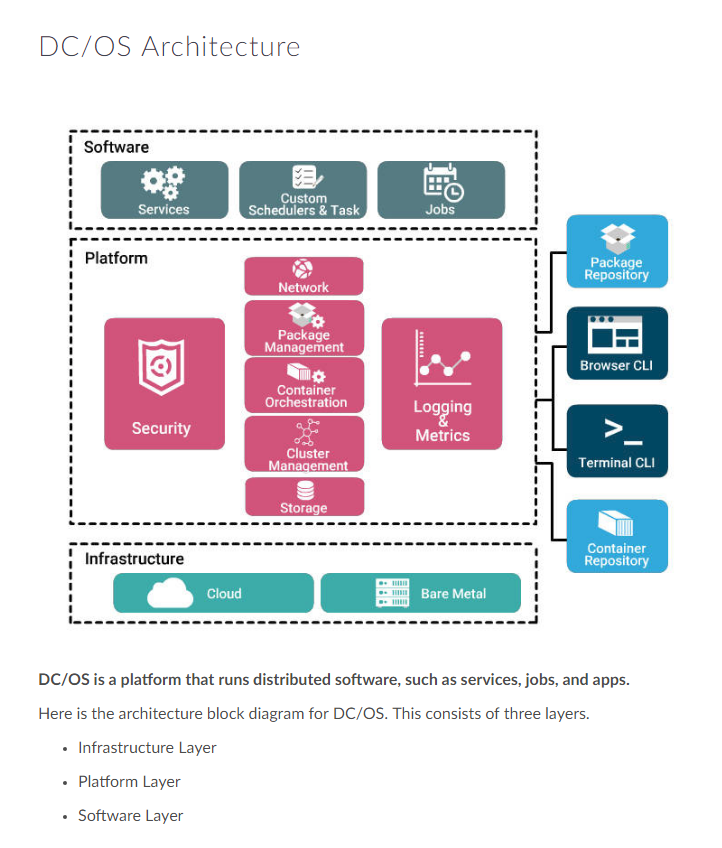 DC/OS Architecture
Software
Services
Custom
Schedulers & Task
Jobs
Platform
Network
Package
Management
Container
Orchestration
Cluster
Management
Storage
Security
Logging
&
Metrics
Package
Repository
Browser CLI
>_
Terminal CLI
Container
Repository
Infrastructure
Cloud
Bare Metal
DC/OS is a platform that runs distributed software, such as services, jobs, and apps.
Here is the architecture block diagram for DC/OS. This consists of three layers.
• Infrastructure Layer
• Platform Layer
• Software Layer